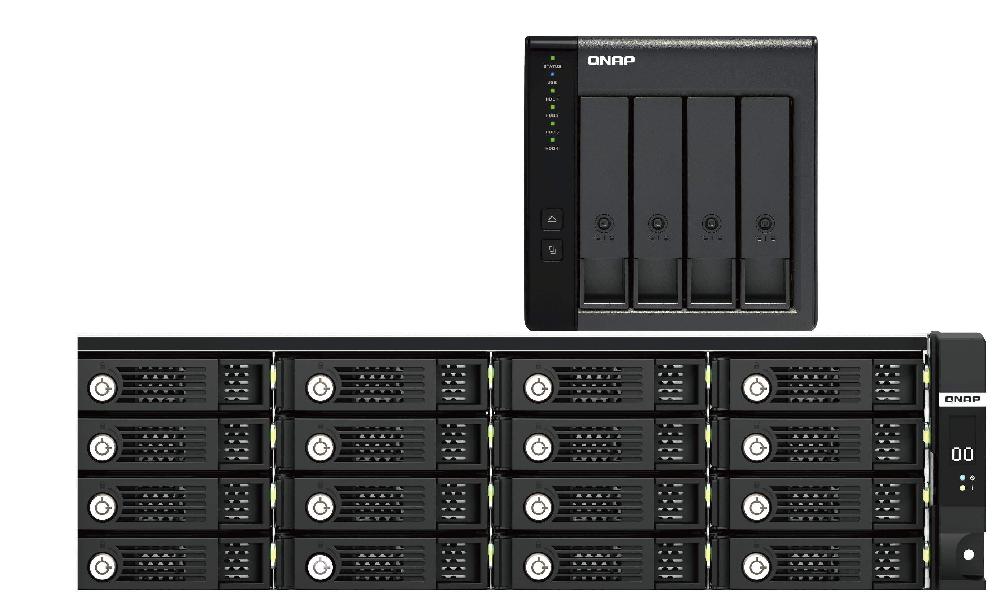 STATUS
QNAP
USB
HDD 1
HDD 2
HDD 3
HDD 4
QNAP
00
i